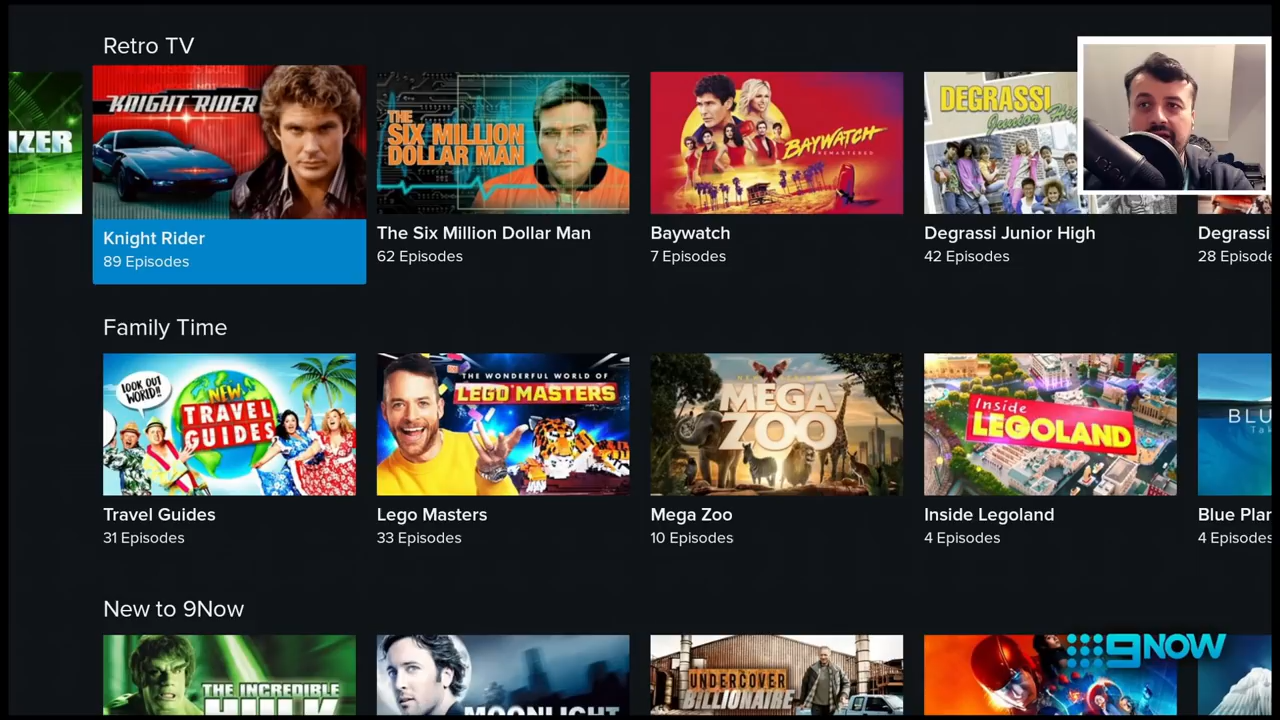 Retro TV
IZER
KNIGHT RIDER
THE
SIX MILLION
DOLLAR MAN
BAYWATCH
REMASTERED
DEGRASSI
Junior Hi
Knight Rider
89 Episodes
The Six Million Dollar Man
62 Episodes
Baywatch
7 Episodes
Degrassi Junior High
42 Episodes
Degrassi
28 Episode
Family Time
LOOK OUT
WORLD!!
NEW
TRAVEL
GUIDES
THE WONDERFUL WORLD OF
LEGO MASTERS
MEGA
ZOO
Inside
LEGOLAND
BLU
Travel Guides
31 Episodes
Lego Masters
33 Episodes
Mega Zoo
10 Episodes
Inside Legoland
4 Episodes
Blue Plan
4 Episodes
New to 9Now
THE INCREDIBLE
HULK
MOONLIGHT
UNDERCOVER
BILLIONAIRE
9NOW